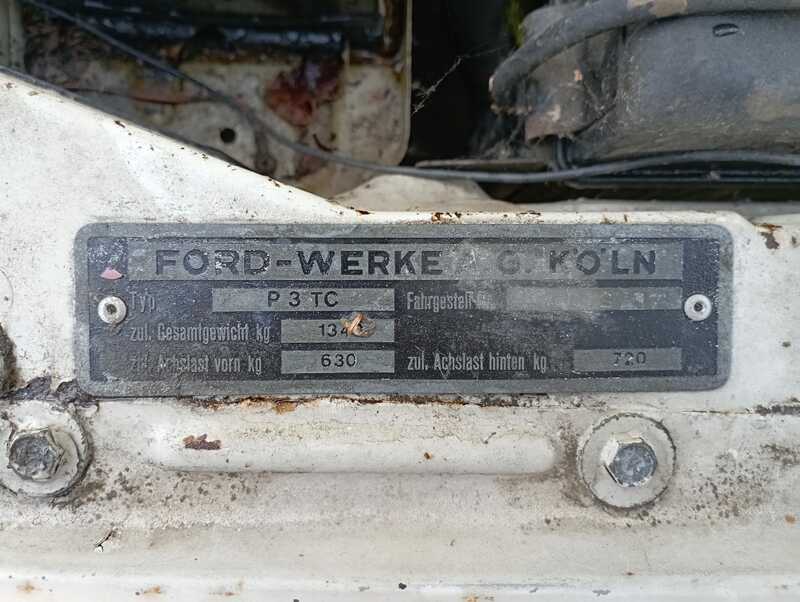 FORD-WERKE A.G. KÖLN
Typ P 3 TC Fahrgestell Nr.
zul. Gesamtgewicht kg
zul. Achslast vorn kg 630 zul. Achslast hinten kg 720